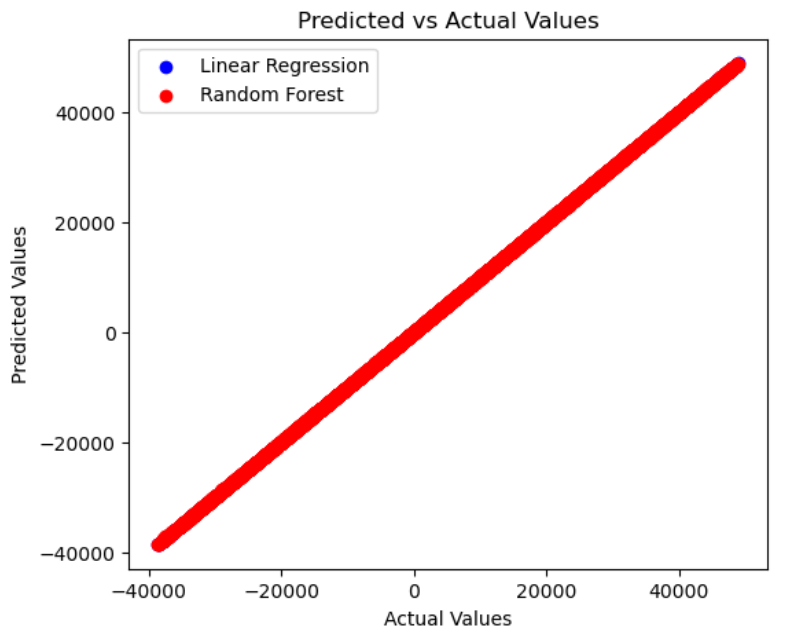 Predicted vs Actual Values
Linear Regression
Random Forest
40000
20000
0
−20000
−40000
Predicted Values
−40000
−20000
0
20000
40000
Actual Values